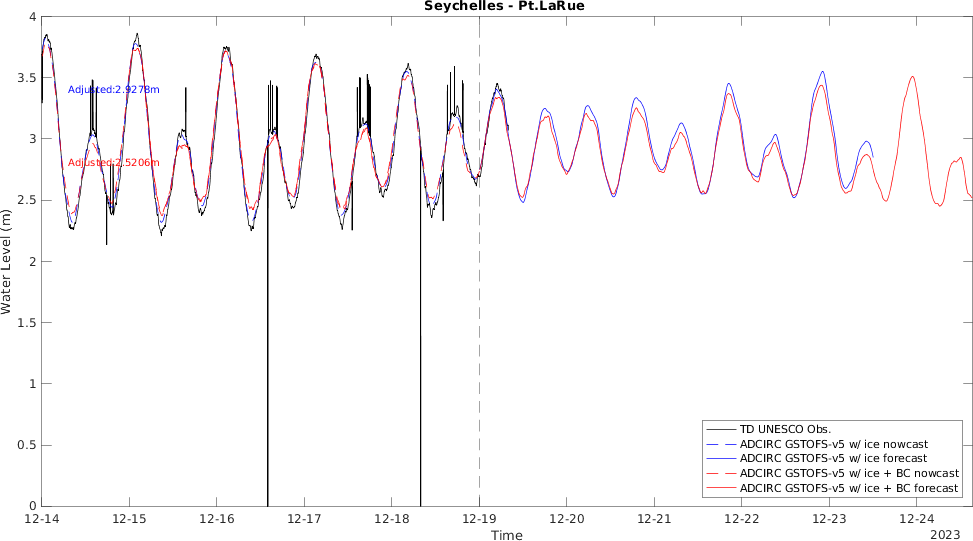 Seychelles - Pt.LaRue
4
3.5
3
2.5
2
1.5
1
0.5
0
Water Level (m)
Adjusted:2.9278m
Adjusted:2.5206m
TD UNESCO Obs.
ADCIRC GSTOFS-v5 w/ ice nowcast
ADCIRC GSTOFS-v5 w/ ice forecast
ADCIRC GSTOFS-v5 w/ ice + BC nowcast
ADCIRC GSTOFS-v5 w/ ice + BC forecast
12-14 12-15 12-16 12-17 12-18 12-19 12-20 12-21 12-22 12-23 12-24
Time
2023